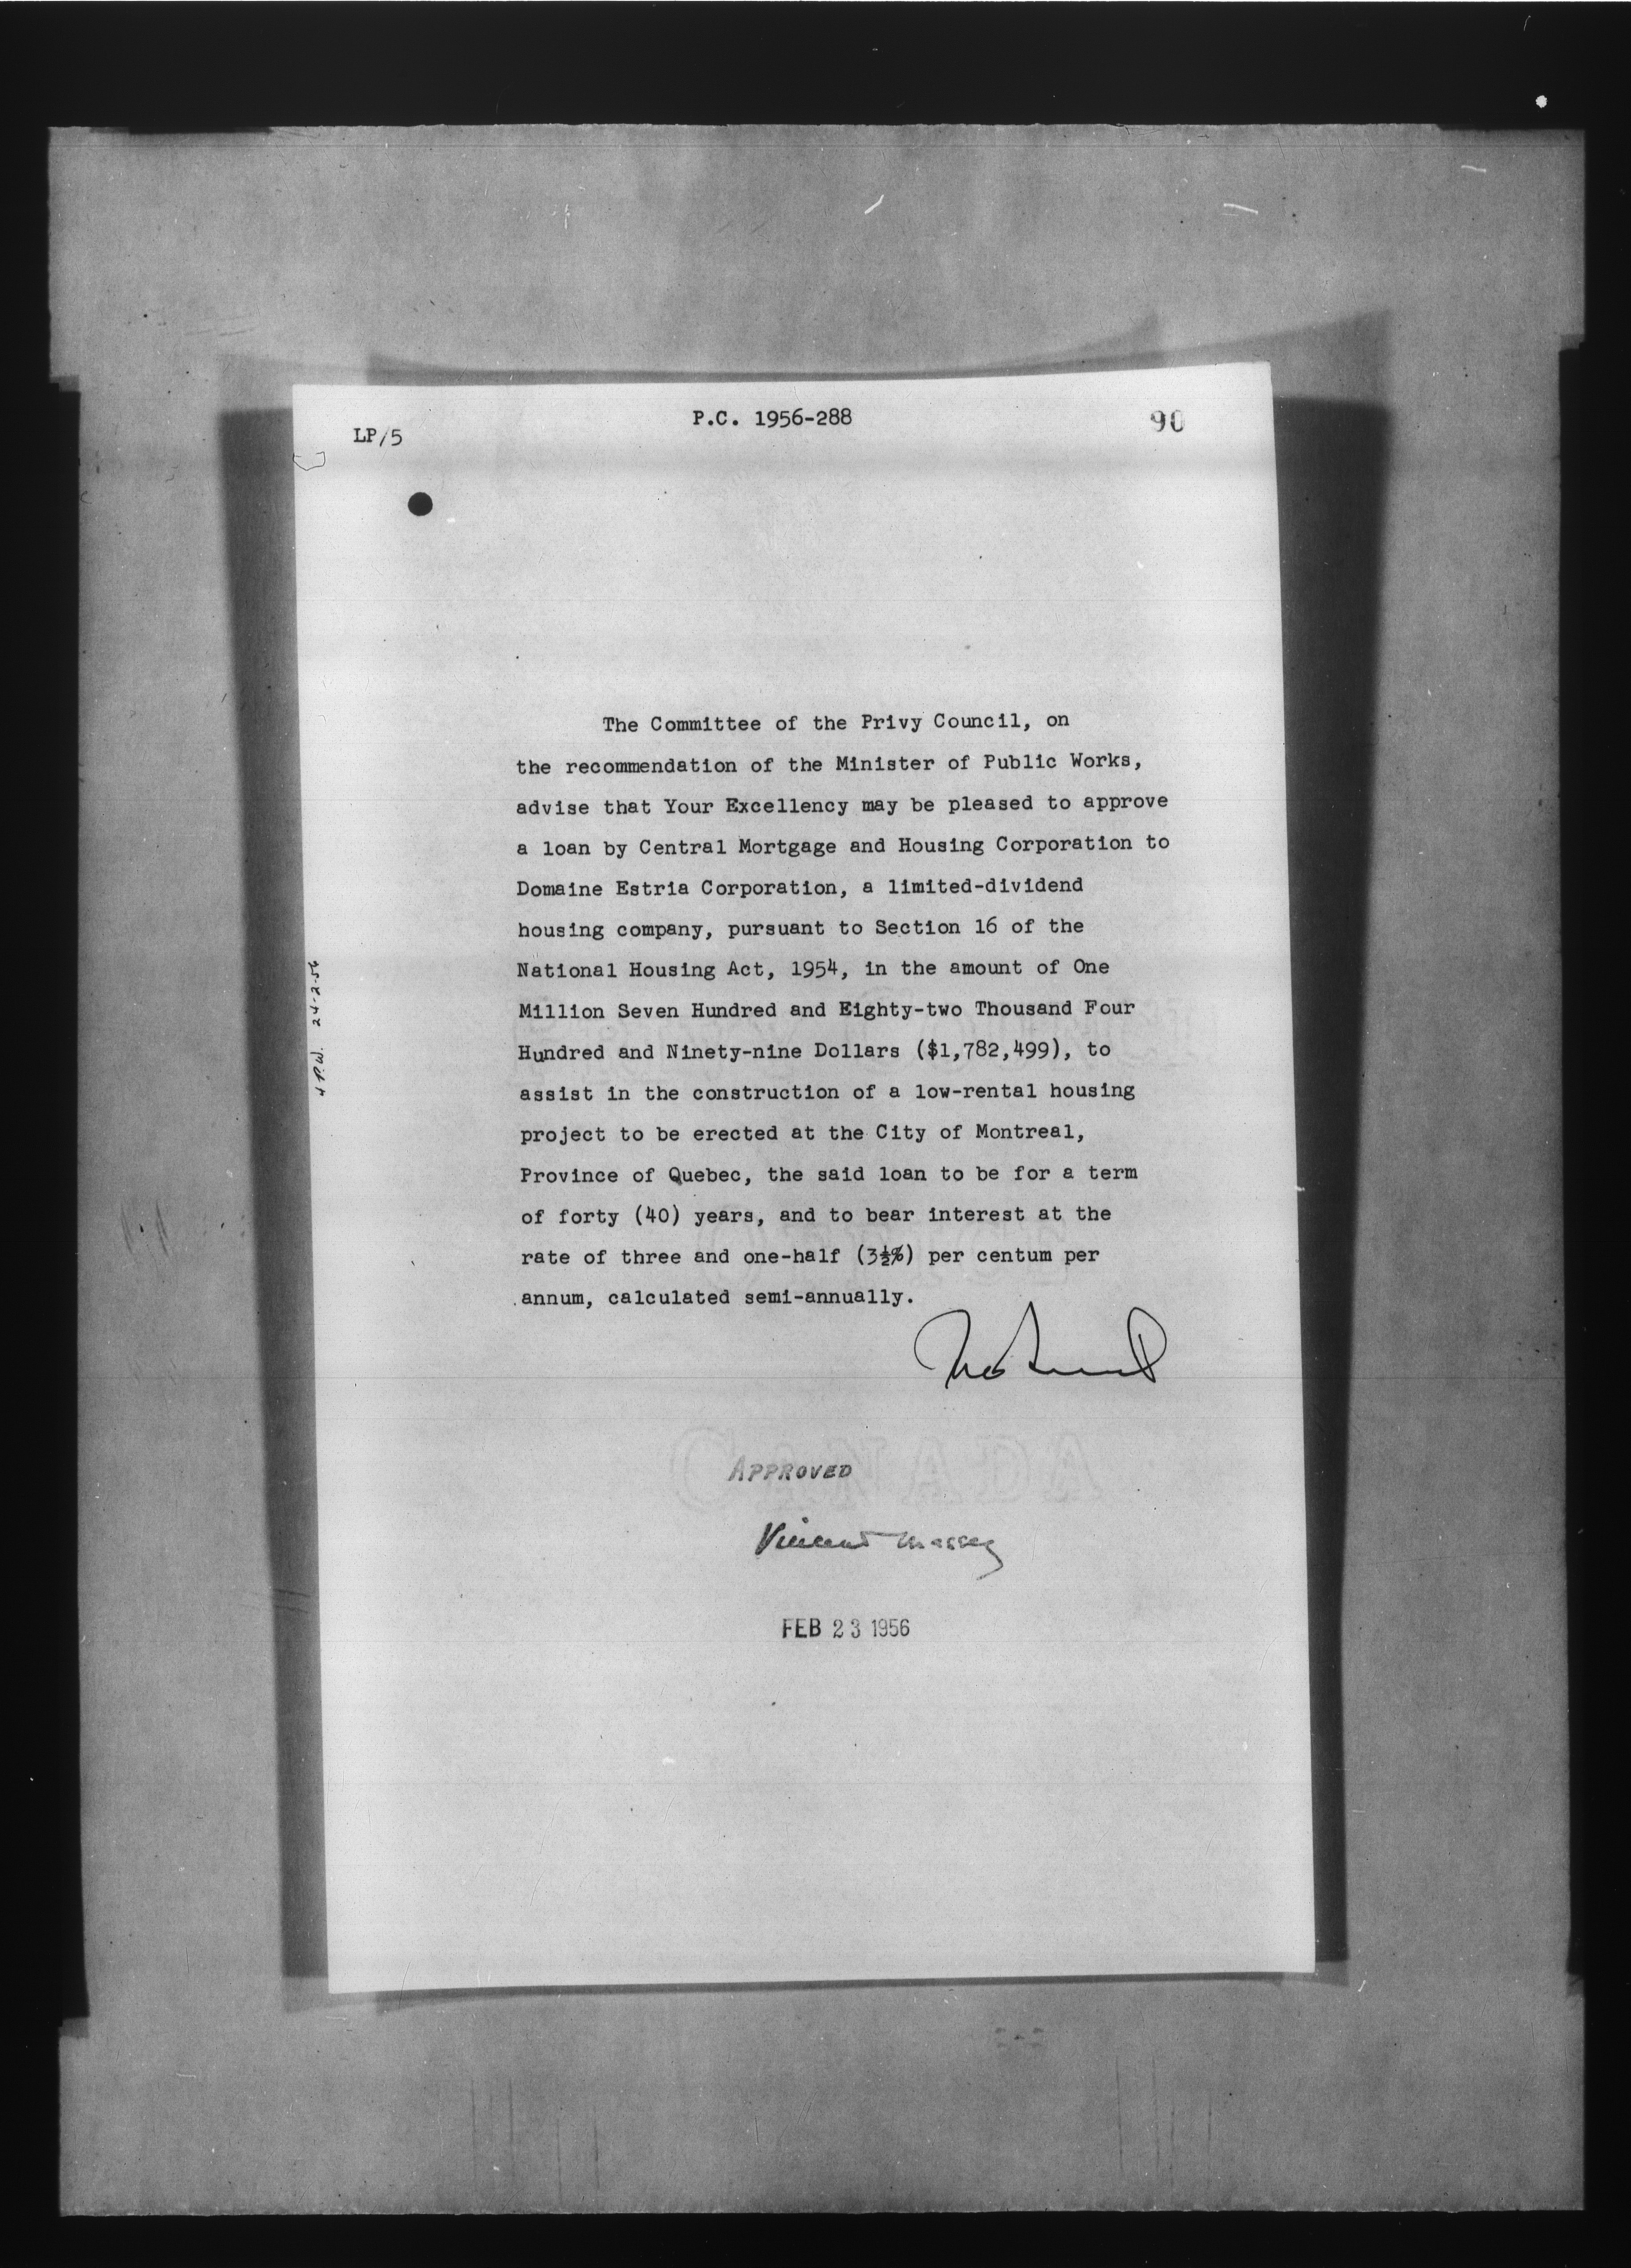 P.C. 1956-288
90
LP/5
The Committee of the Privy Council, on
the recommendation of the Minister of Public Works,
advise that Your Excellency may be pleased to approve
a loan by Central Mortgage and Housing Corporation to
Domaine Estria Corporation, a limited-dividend
housing company, pursuant to Section 16 of the
National Housing Act, 1954, in the amount of One
Million Seven Hundred and Eighty-two Thousand Four
Hundred and Ninety-nine Dollars ($1,782,499), to
assist in the construction of a low-rental housing
project to be erected at the City of Montreal,
Province of Quebec, the said loan to be for a term
of forty (40) years, and to bear interest at the
rate of three and one-half (3½%) per centum per
annum, calculated semi-annually.
APPROVED
Vincent Massey
FEB 23 1956
4 P.W. 24-2-56
CANADA